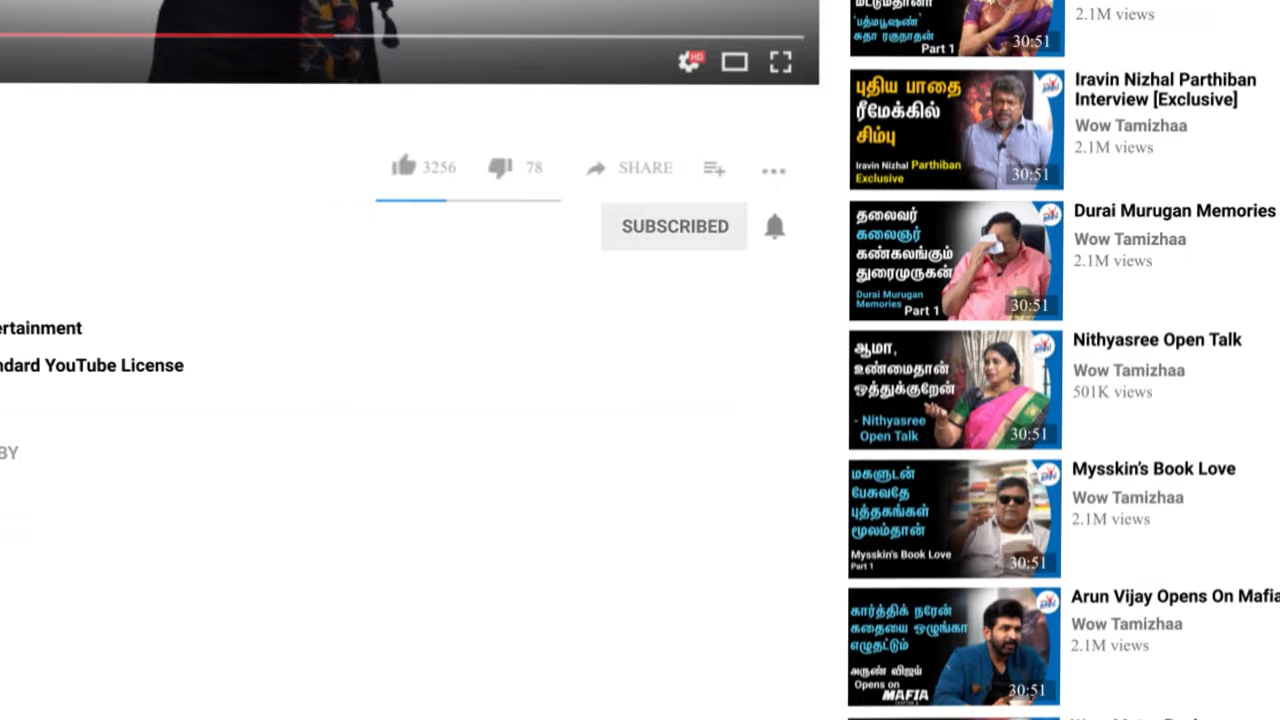 HD
3256
78
SHARE
SUBSCRIBED
ertainment
ndard YouTube License
BY
'பத்மபூஷண்'
சுதா ரகுநாதன்
Part 1
30:51
2.1M views
புதிய பாதை
ரீமேக்கில்
சிம்பு
Iravin Nizhal Parthiban
Exclusive
30:51
Iravin Nizhal Parthiban
Interview [Exclusive]
Wow Tamizhaa
2.1M views
தலைவர்
கலைஞர்
கண்கலங்கும்
துரைமுருகன்
Durai Murugan
Memories
Part 1
30:51
Durai Murugan Memories
Wow Tamizhaa
2.1M views
ஆமா,
உண்மைதான்
ஒத்துக்குறேன்
- Nithyasree
Open Talk
30:51
Nithyasree Open Talk
Wow Tamizhaa
501K views
மகளுடன்
பேசுவதே
புத்தகங்கள்
மூலம்தான்
Mysskin's Book Love
Part 1
30:51
Mysskin's Book Love
Wow Tamizhaa
2.1M views
கார்த்திக் நரேன்
கதையை ஒழுங்கா
எழுதட்டும்
அருண் விஜய்
Opens on
MAFIA
30:51
Arun Vijay Opens On Mafia
Wow Tamizhaa
2.1M views